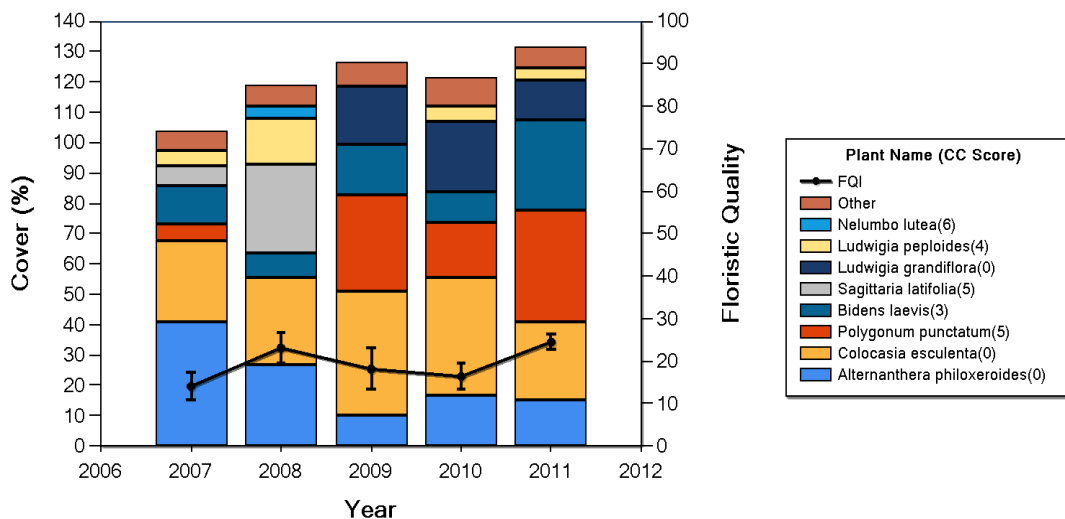 140
130
120
110
100
90
80
70
60
50
40
30
20
10
0
Cover (%)
2006 2007 2008 2009 2010 2011 2012
Year
100
90
80
70
60
50
40
30
20
10
0
Floristic Quality
Plant Name (CC Score)
FQI
Other
Nelumbo lutea(6)
Ludwigia peploides(4)
Ludwigia grandiflora(0)
Sagittaria latifolia(5)
Bidens laevis(3)
Polygonum punctatum(5)
Colocasia esculenta(0)
Alternanthera philoxeroides(0)